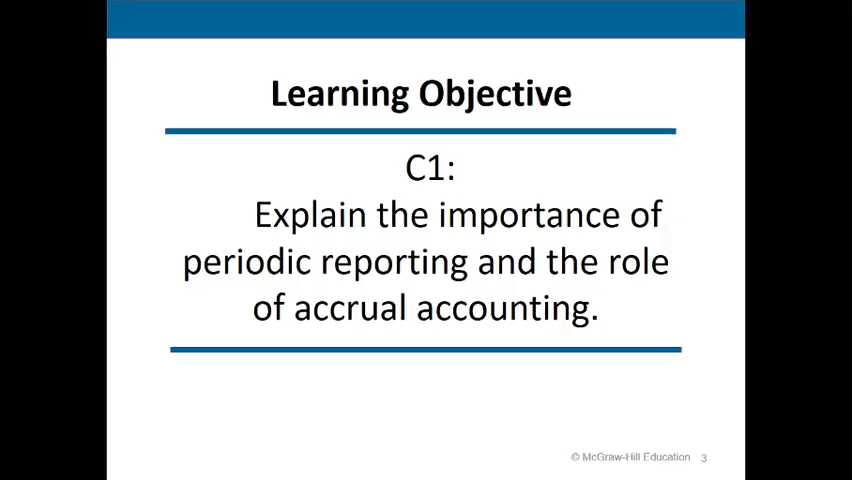 Learning Objective
C1:
Explain the importance of
periodic reporting and the role
of accrual accounting.
© McGraw-Hill Education 3